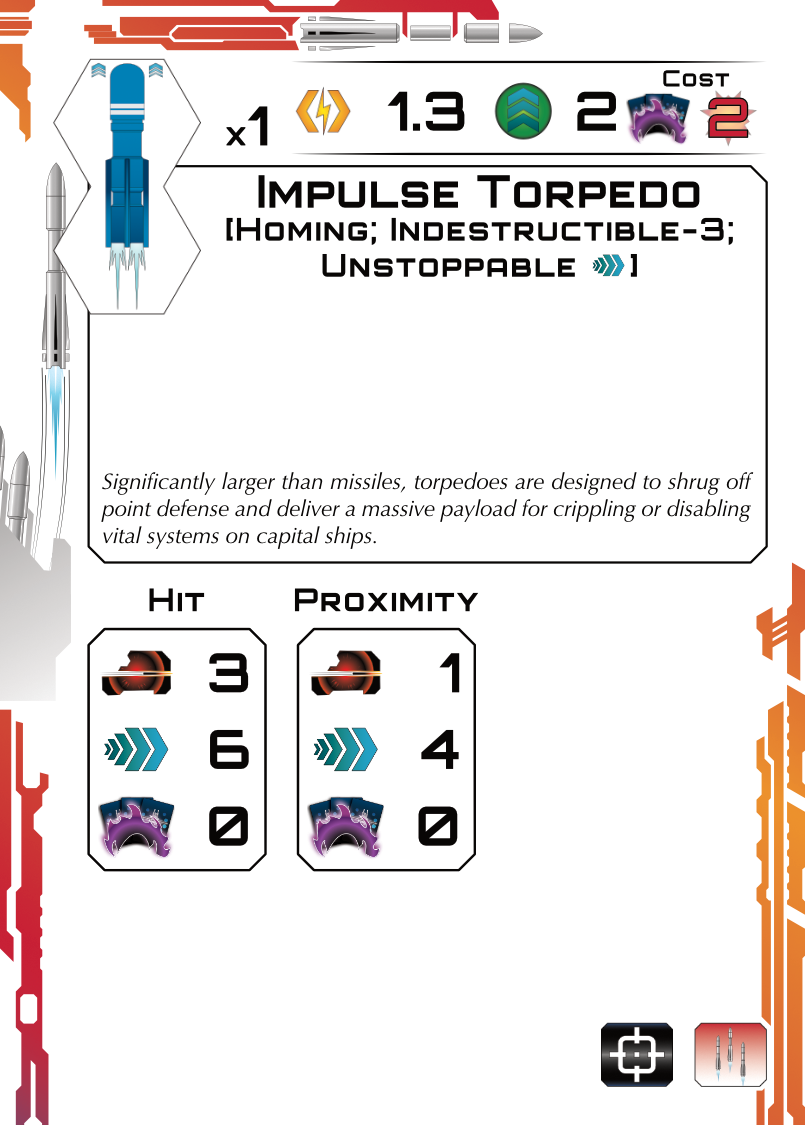 Cost
x1 1.3 2 2
Impulse Torpedo
[Homing; Indestructible-3;
Unstoppable ]
Significantly larger than missiles, torpedoes are designed to shrug off
point defense and deliver a massive payload for crippling or disabling
vital systems on capital ships.
Hit Proximity
3 1
6 4
0 0